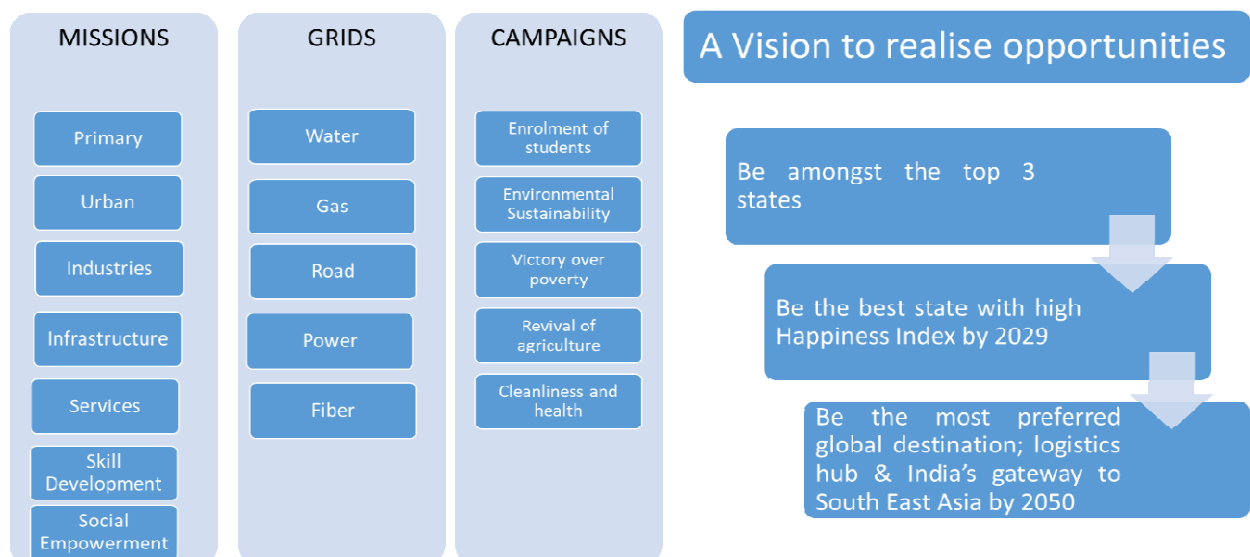 MISSIONS
Primary
Urban
Industries
Infrastructure
Services
Skill
Development
Social
Empowerment
GRIDS
Water
Gas
Road
Power
Fiber
CAMPAIGNS
Enrolment of
students
Environmental
Sustainability
Victory over
poverty
Revival of
agriculture
Cleanliness and
health
A Vision to realise opportunities
Be amongst the top 3
states
Be the best state with high
Happiness Index by 2029
Be the most preferred
global destination; logistics
hub & India’s gateway to
South East Asia by 2050